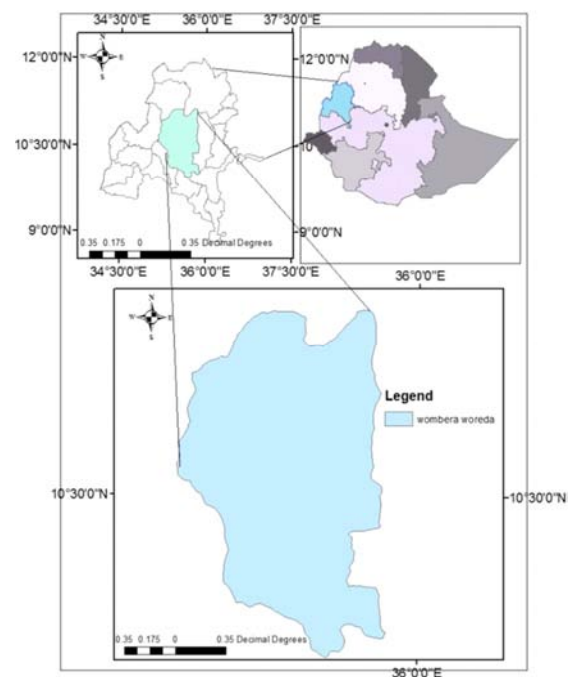 34°30'0"E 36°0'0"E 37°30'0"E
N
W E
S
12°0'0"N
10°30'0"N
9°0'0"N
0.35 0.175 0 0.35 Decimal Degrees
34°30'0"E 36°0'0"E 37°30'0"E
12°0'0"N
10
9°0'0"N
36°0'0"E
N
W E
S
Legend
wombera woreda
10°30'0"N
10°30'0"N
0.35 0.175 0 0.35 Decimal Degrees
36°0'0"E